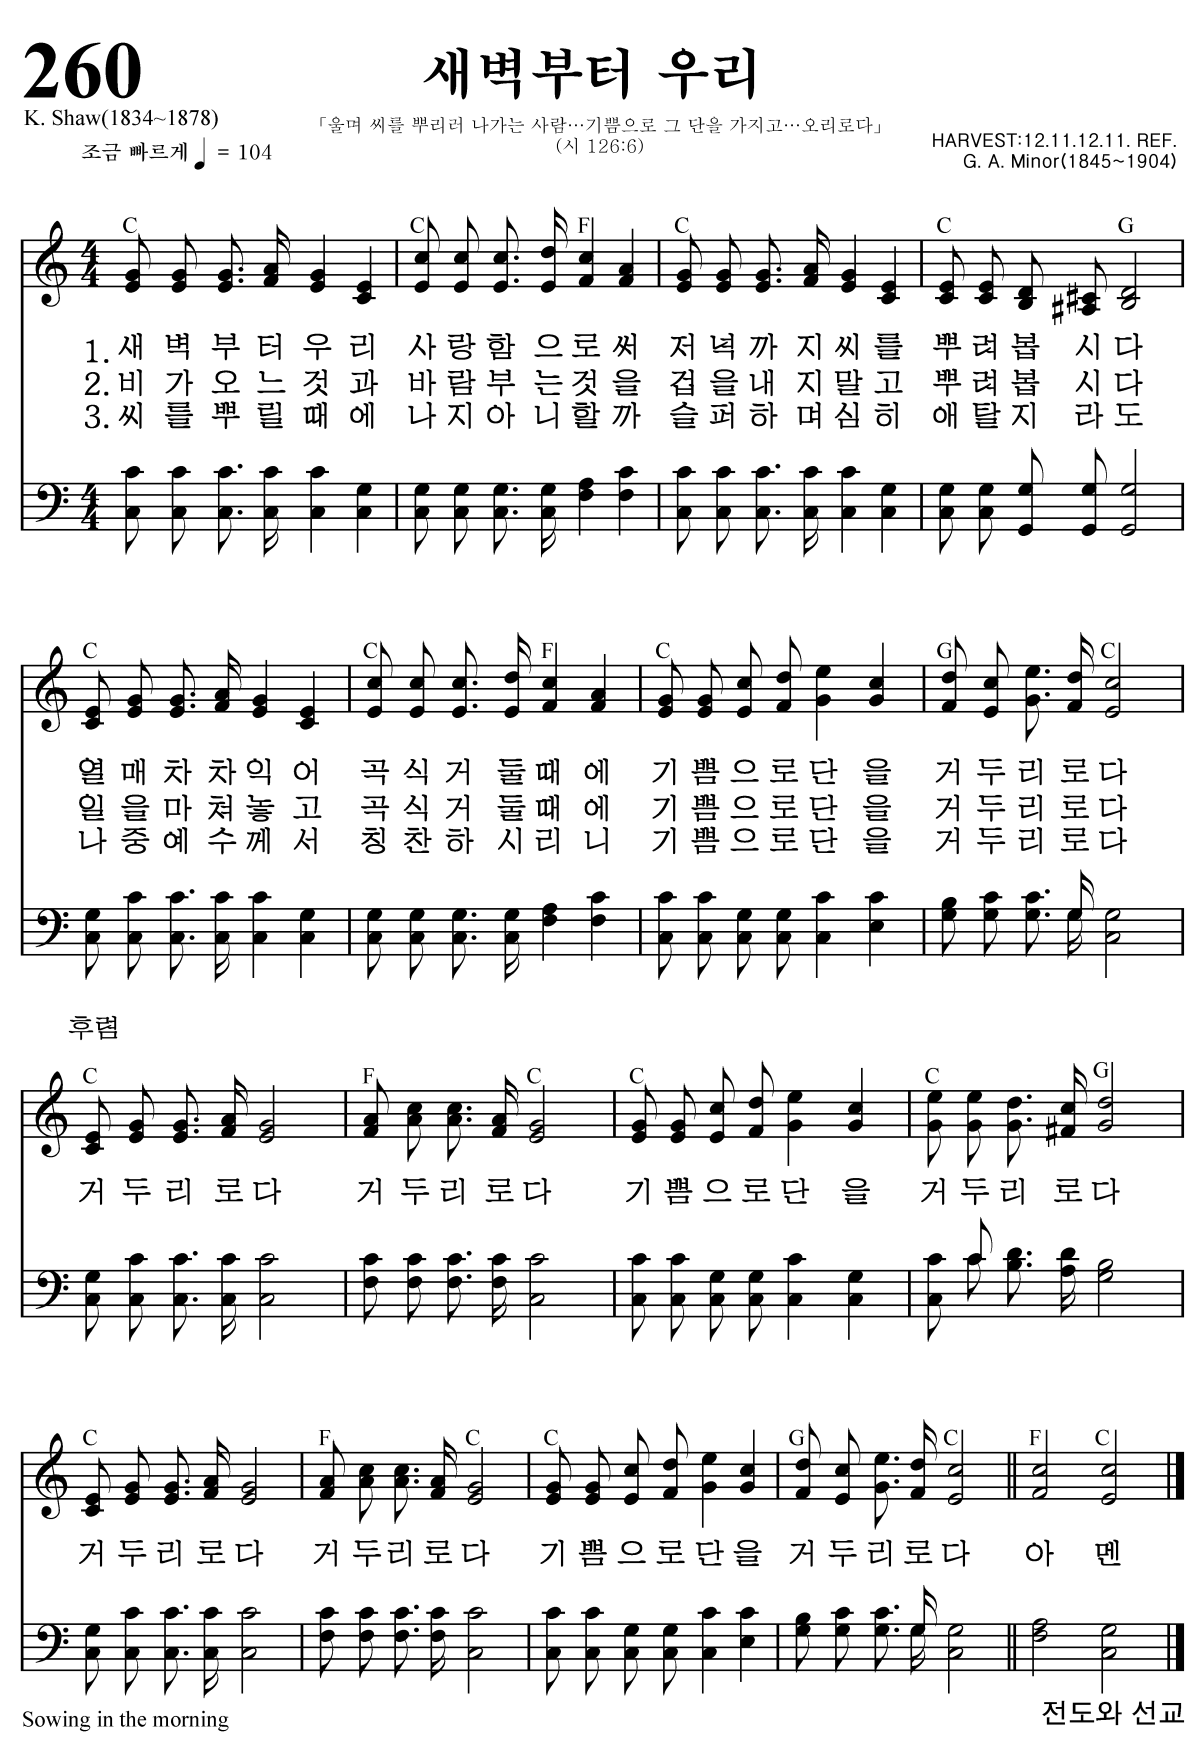 260
새벽부터 우리
K. Shaw(1834~1878)
「울며 씨를 뿌리러 나가는 사람…기쁨으로 그 단을 가지고…오리로다」
(시 126:6)
조금 빠르게 ♩ = 104
HARVEST:12.11.12.11. REF.
G. A. Minor(1845~1904)
C C F C C G
4 4
1. 새 벽 부 터 우 리 사 랑 함 으 로 써 저 녁 까 지 씨 를 뿌 려 봅 시 다
2. 비 가 오 느 것 과 바 람 부 는 것 을 겁 을 내 지 말 고 뿌 려 봅 시 다
3. 씨 를 뿌 릴 때 에 나 지 아 니 할 까 슬 퍼 하 며 심 히 애 탈 지 라 도
4 4
C C F C G C
열 매 차 차 익 어 곡 식 거 둘 때 에 기 쁨 으 로 단 을 거 두 리 로 다
일 을 마 쳐 놓 고 곡 식 거 둘 때 에 기 쁨 으 로 단 을 거 두 리 로 다
나 중 예 수 께 서 칭 찬 하 시 리 니 기 쁨 으 로 단 을 거 두 리 로 다
후렴
C F C C C G
거 두 리 로 다 거 두 리 로 다 기 쁨 으 로 단 을 거 두 리 로 다
C F C C G C F C
거 두 리 로 다 거 두 리 로 다 기 쁨 으 로 단 을 거 두 리 로 다 아 멘
Sowing in the morning
전도와 선교